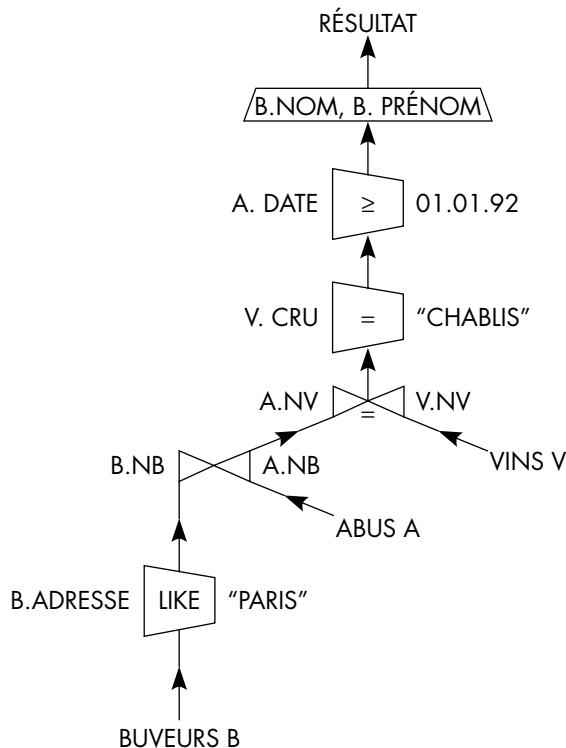 RÉSULTAT
B.NOM, B. PRÉNOM
A. DATE ≥ 01.01.92
V. CRU = “CHABLIS”
A.NV = V.NV
B.NB A.NB
VINS V
ABUS A
B.ADRESSE LIKE “PARIS”
BUVEURS B